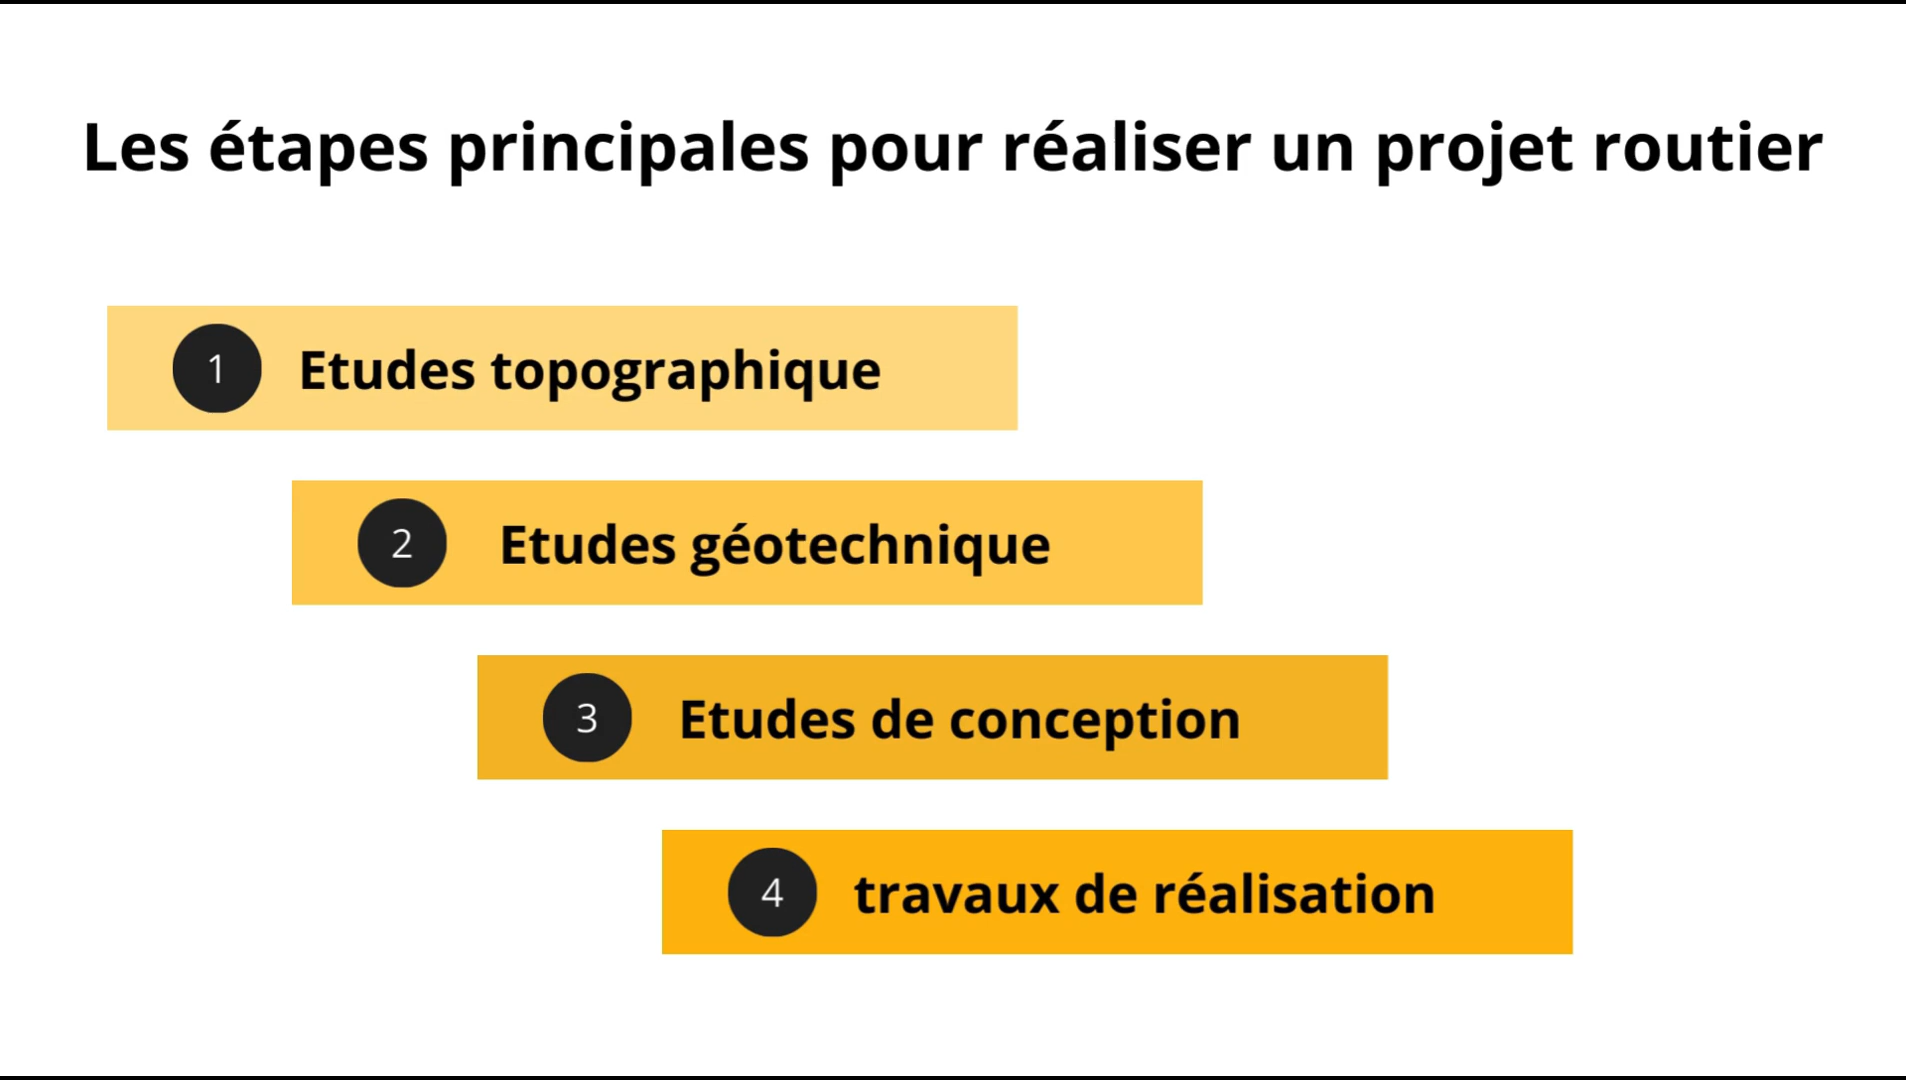 Les étapes principales pour réaliser un projet routier
1 Etudes topographique
2 Etudes géotechnique
3 Etudes de conception
4 travaux de réalisation